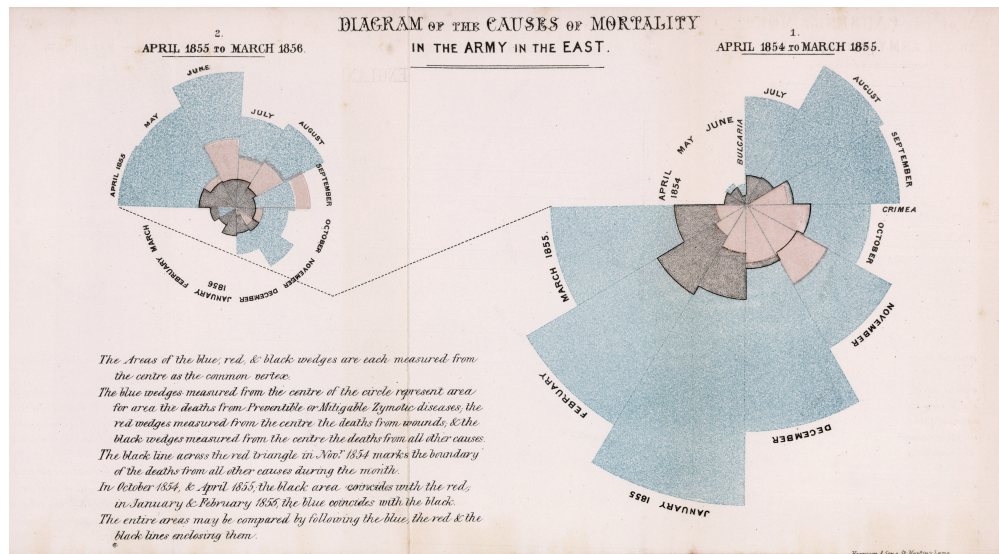 DIAGRAM OF THE CAUSES OF MORTALITY
IN THE ARMY IN THE EAST.
2.
APRIL 1855 TO MARCH 1856.
1.
APRIL 1854 TO MARCH 1855.
APRIL 1855
MAY
JUNE
JULY
AUGUST
SEPTEMBER
OCTOBER
NOVEMBER
DECEMBER
JANUARY
1856
FEBRUARY
MARCH
APRIL
1854
MAY
JUNE
BULGARIA
JULY
AUGUST
SEPTEMBER
CRIMEA
OCTOBER
NOVEMBER
DECEMBER
JANUARY 1855
FEBRUARY
MARCH 1855.
The Areas of the blue, red, & black wedges are each measured from
the centre as the common vertex.
The blue wedges measured from the centre of the circle represent area
for area the deaths from Preventible or Mitigable Zymotic diseases; the
red wedges measured from the centre the deaths from wounds; & the
black wedges measured from the centre the deaths from all other causes.
The black line across the red triangle in Novr. 1854 marks the boundary
of the deaths from all other causes during the month.
In October 1854, & April 1855, the black area coincides with the red;
in January & February 1856, the blue coincides with the black.
The entire areas may be compared by following the blue, the red & the
black lines enclosing them.